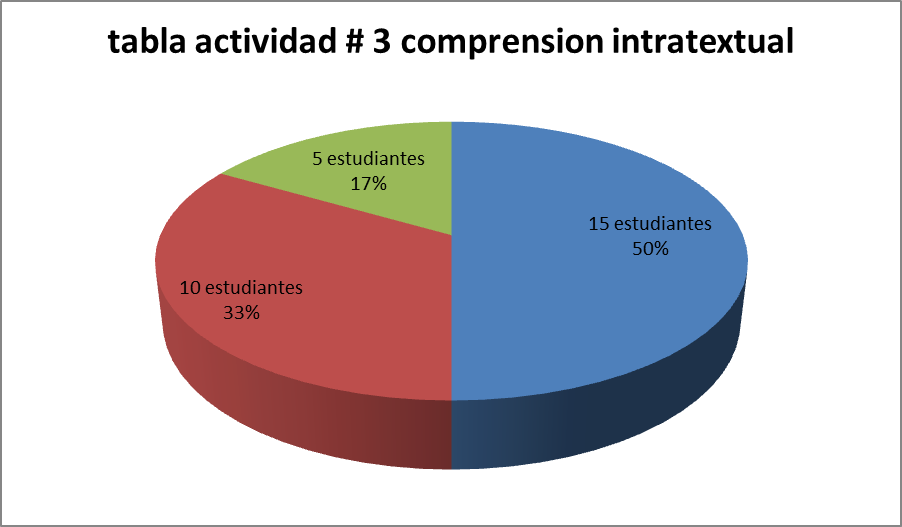 tabla actividad # 3 comprension intratextual
5 estudiantes
17%
15 estudiantes
50%
10 estudiantes
33%